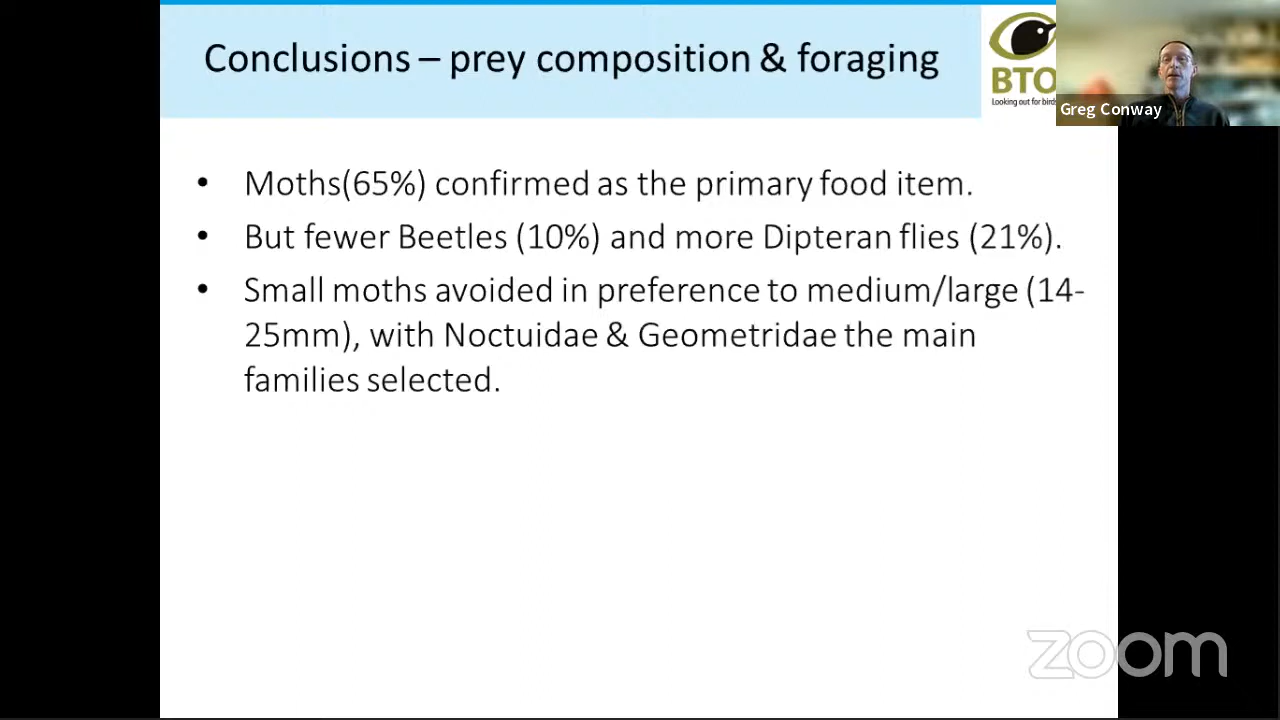 Conclusions – prey composition & foraging
BTO
Looking out for birds
Greg Conway
• Moths(65%) confirmed as the primary food item.
• But fewer Beetles (10%) and more Dipteran flies (21%).
• Small moths avoided in preference to medium/large (14-
25mm), with Noctuidae & Geometridae the main
families selected.
zoom